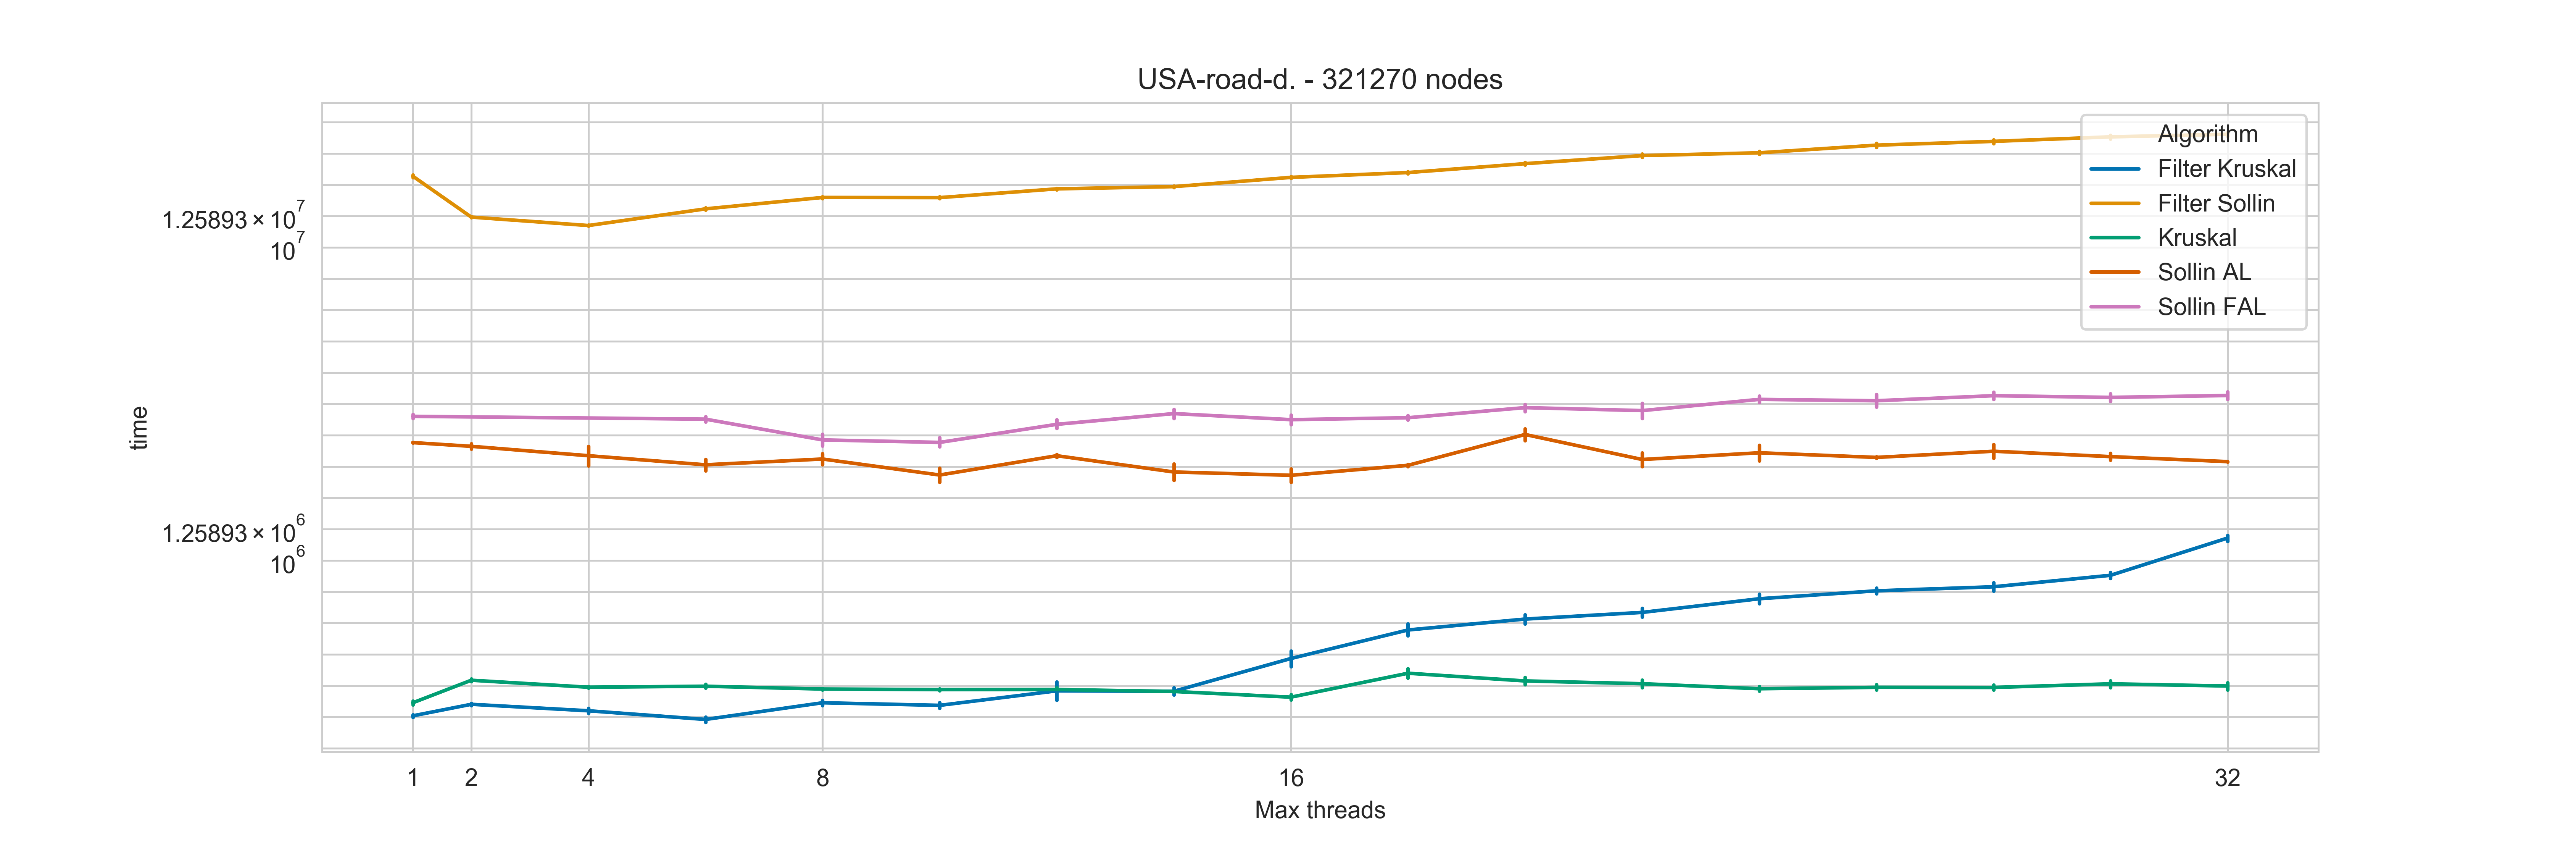 USA-road-d. - 321270 nodes
Algorithm
Filter Kruskal
Filter Sollin
Kruskal
Sollin AL
Sollin FAL
time
1.25893 × 10^7
10^7
1.25893 × 10^6
10^6
1 2 4 8 16 32
Max threads